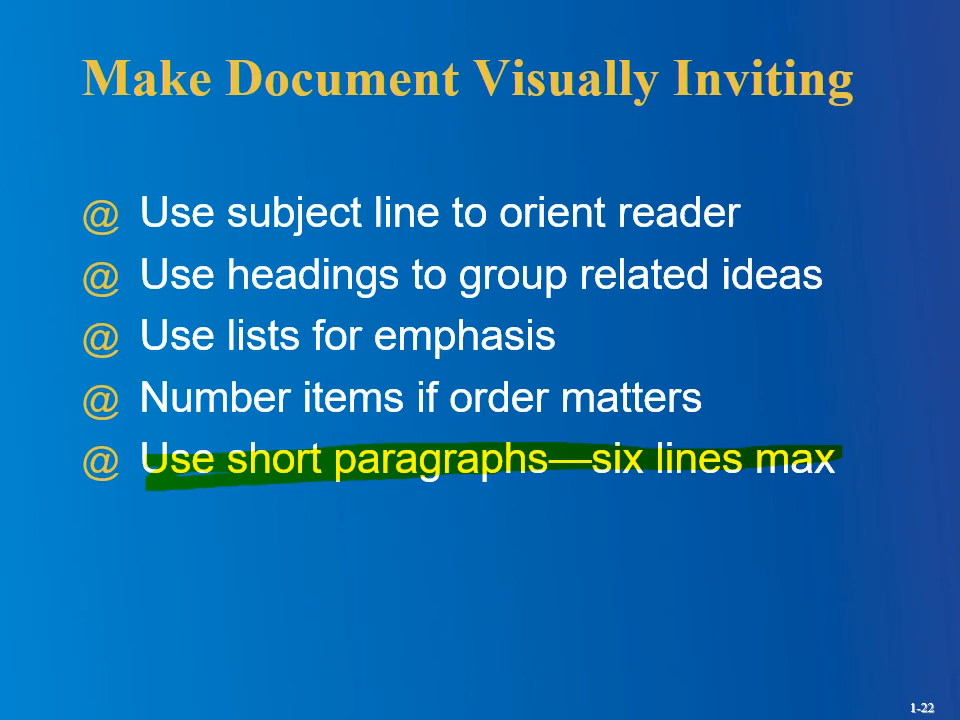 Make Document Visually Inviting
@ Use subject line to orient reader
@ Use headings to group related ideas
@ Use lists for emphasis
@ Number items if order matters
@ Use short paragraphs—six lines max
1-22